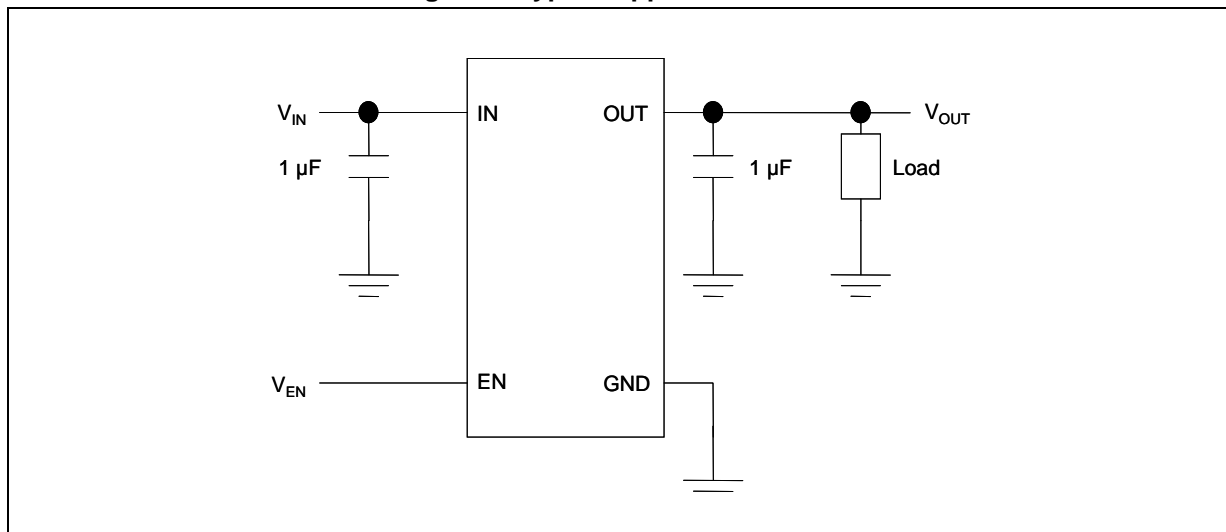 V_IN
IN
OUT
V_OUT
1 µF
1 µF
Load
V_EN
EN
GND